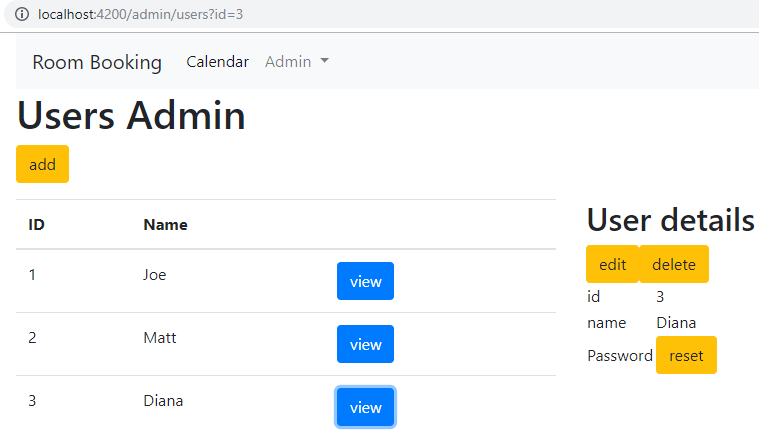 localhost:4200/admin/users?id=3
Room Booking Calendar Admin
Users Admin
add
ID Name
1 Joe view
2 Matt view
3 Diana view
User details
edit delete
id 3
name Diana
Password reset